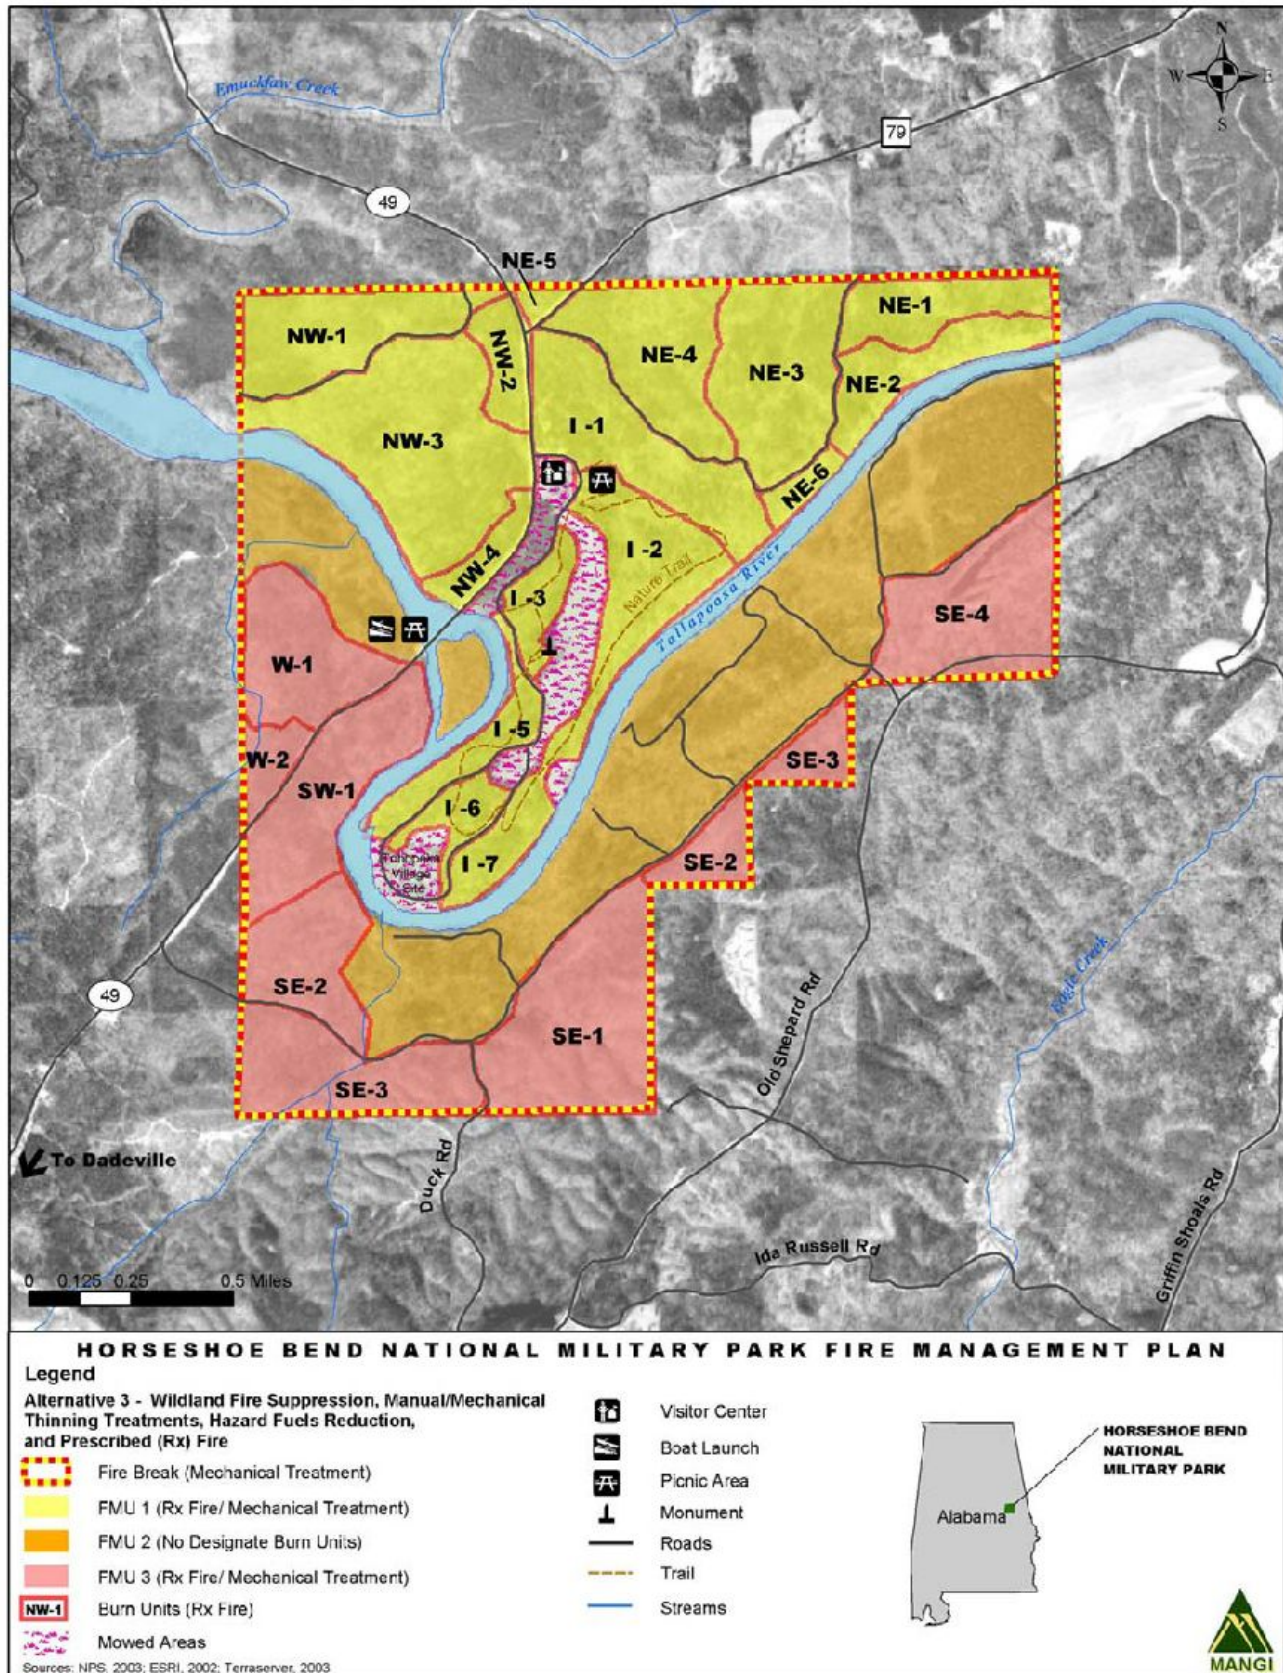 N
W E
S
Emuckfaw Creek
79
49
NE-5
NW-1
NW-2
NE-4
NE-3
NE-1
NE-2
NW-3
I -1
NE-6
I -2
NW-4
I -3
Nature Trail
Tallapoosa River
SE-4
W-1
I -5
W-2
SW-1
SE-3
I -6
I -7
SE-2
Tohopeka
Village
Site
SE-2
49
SE-1
SE-3
Old Shepard Rd
Eagle Creek
To Dadeville
Duck Rd
Ida Russell Rd
Griffin Shoals Rd
0 0.125 0.25 0.5 Miles
HORSESHOE BEND NATIONAL MILITARY PARK FIRE MANAGEMENT PLAN
Legend
Alternative 3 - Wildland Fire Suppression, Manual/Mechanical
Thinning Treatments, Hazard Fuels Reduction,
and Prescribed (Rx) Fire
Fire Break (Mechanical Treatment)
FMU 1 (Rx Fire/ Mechanical Treatment)
FMU 2 (No Designate Burn Units)
FMU 3 (Rx Fire/ Mechanical Treatment)
NW-1 Burn Units (Rx Fire)
Mowed Areas
Sources: NPS, 2003; ESRI, 2002; Terraserver, 2003
Visitor Center
Boat Launch
Picnic Area
Monument
Roads
Trail
Streams
Alabama
HORSESHOE BEND
NATIONAL
MILITARY PARK
MANGI